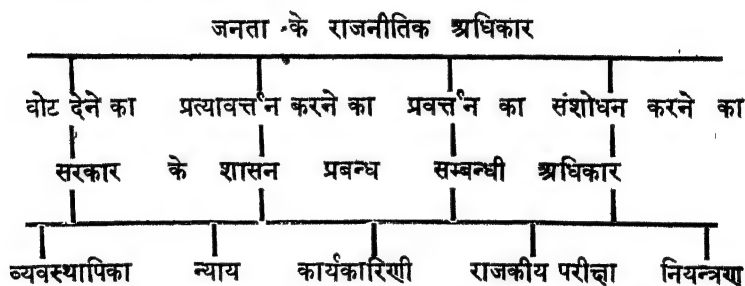 जनता के राजनीतिक अधिकार
वोट देने का प्रत्यावर्त्तन करने का प्रवर्त्तन का संशोधन करने का
सरकार के शासन प्रबन्ध सम्बन्धी अधिकार
व्यवस्थापिका न्याय कार्यकारिणी राजकीय परीक्षा नियन्त्रण